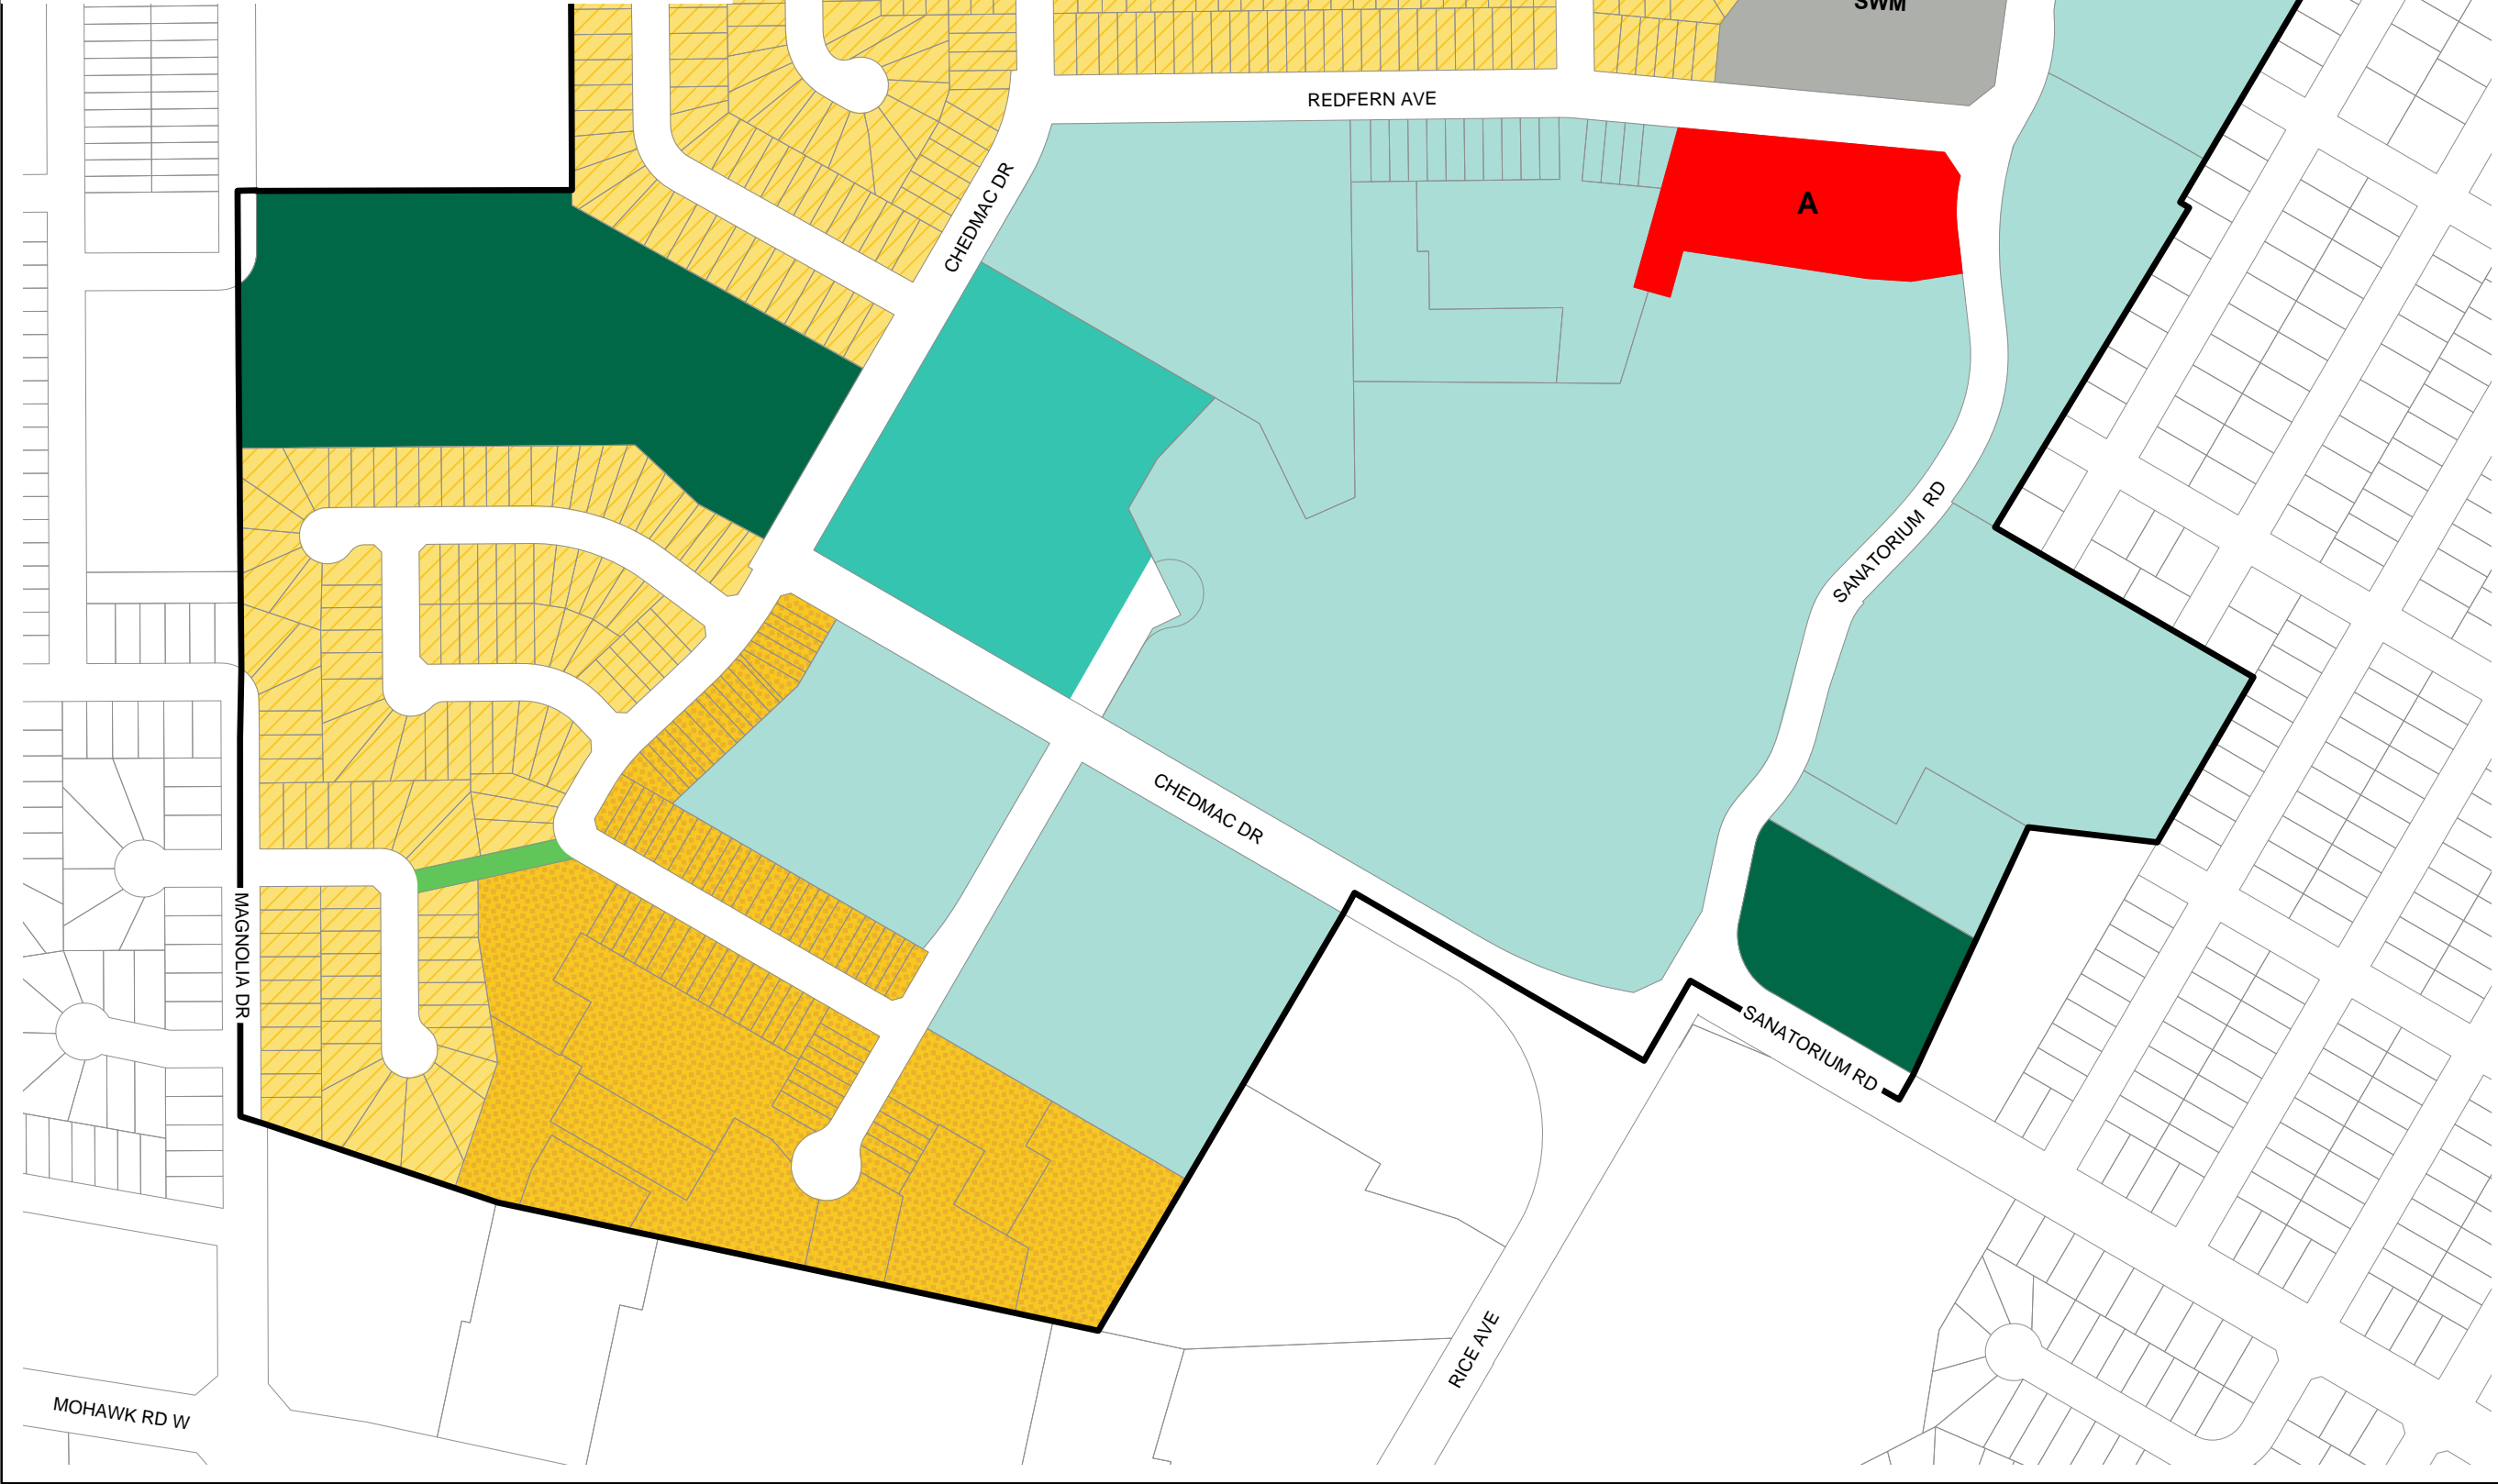 SWM
REDFERN AVE
CHEDMAC DR
A
SANATORIUM RD
CHEDMAC DR
MAGNOLIA DR
SANATORIUM RD
RICE AVE
MOHAWK RD W